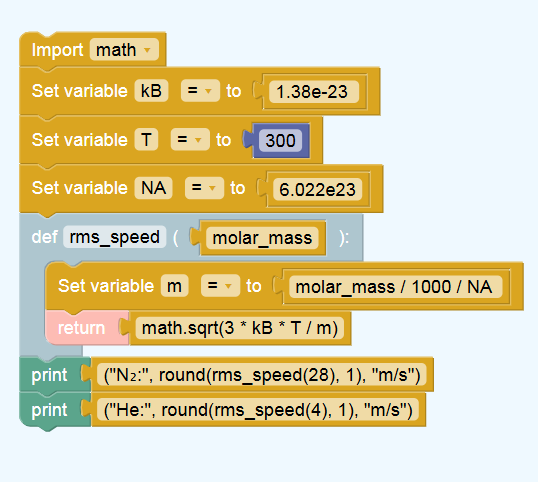 Import math
Set variable kB = to 1.38e-23
Set variable T = to 300
Set variable NA = to 6.022e23
def rms_speed ( molar_mass ):
Set variable m = to molar_mass / 1000 / NA
return math.sqrt(3 * kB * T / m)
print ("N₂:", round(rms_speed(28), 1), "m/s")
print ("He:", round(rms_speed(4), 1), "m/s")